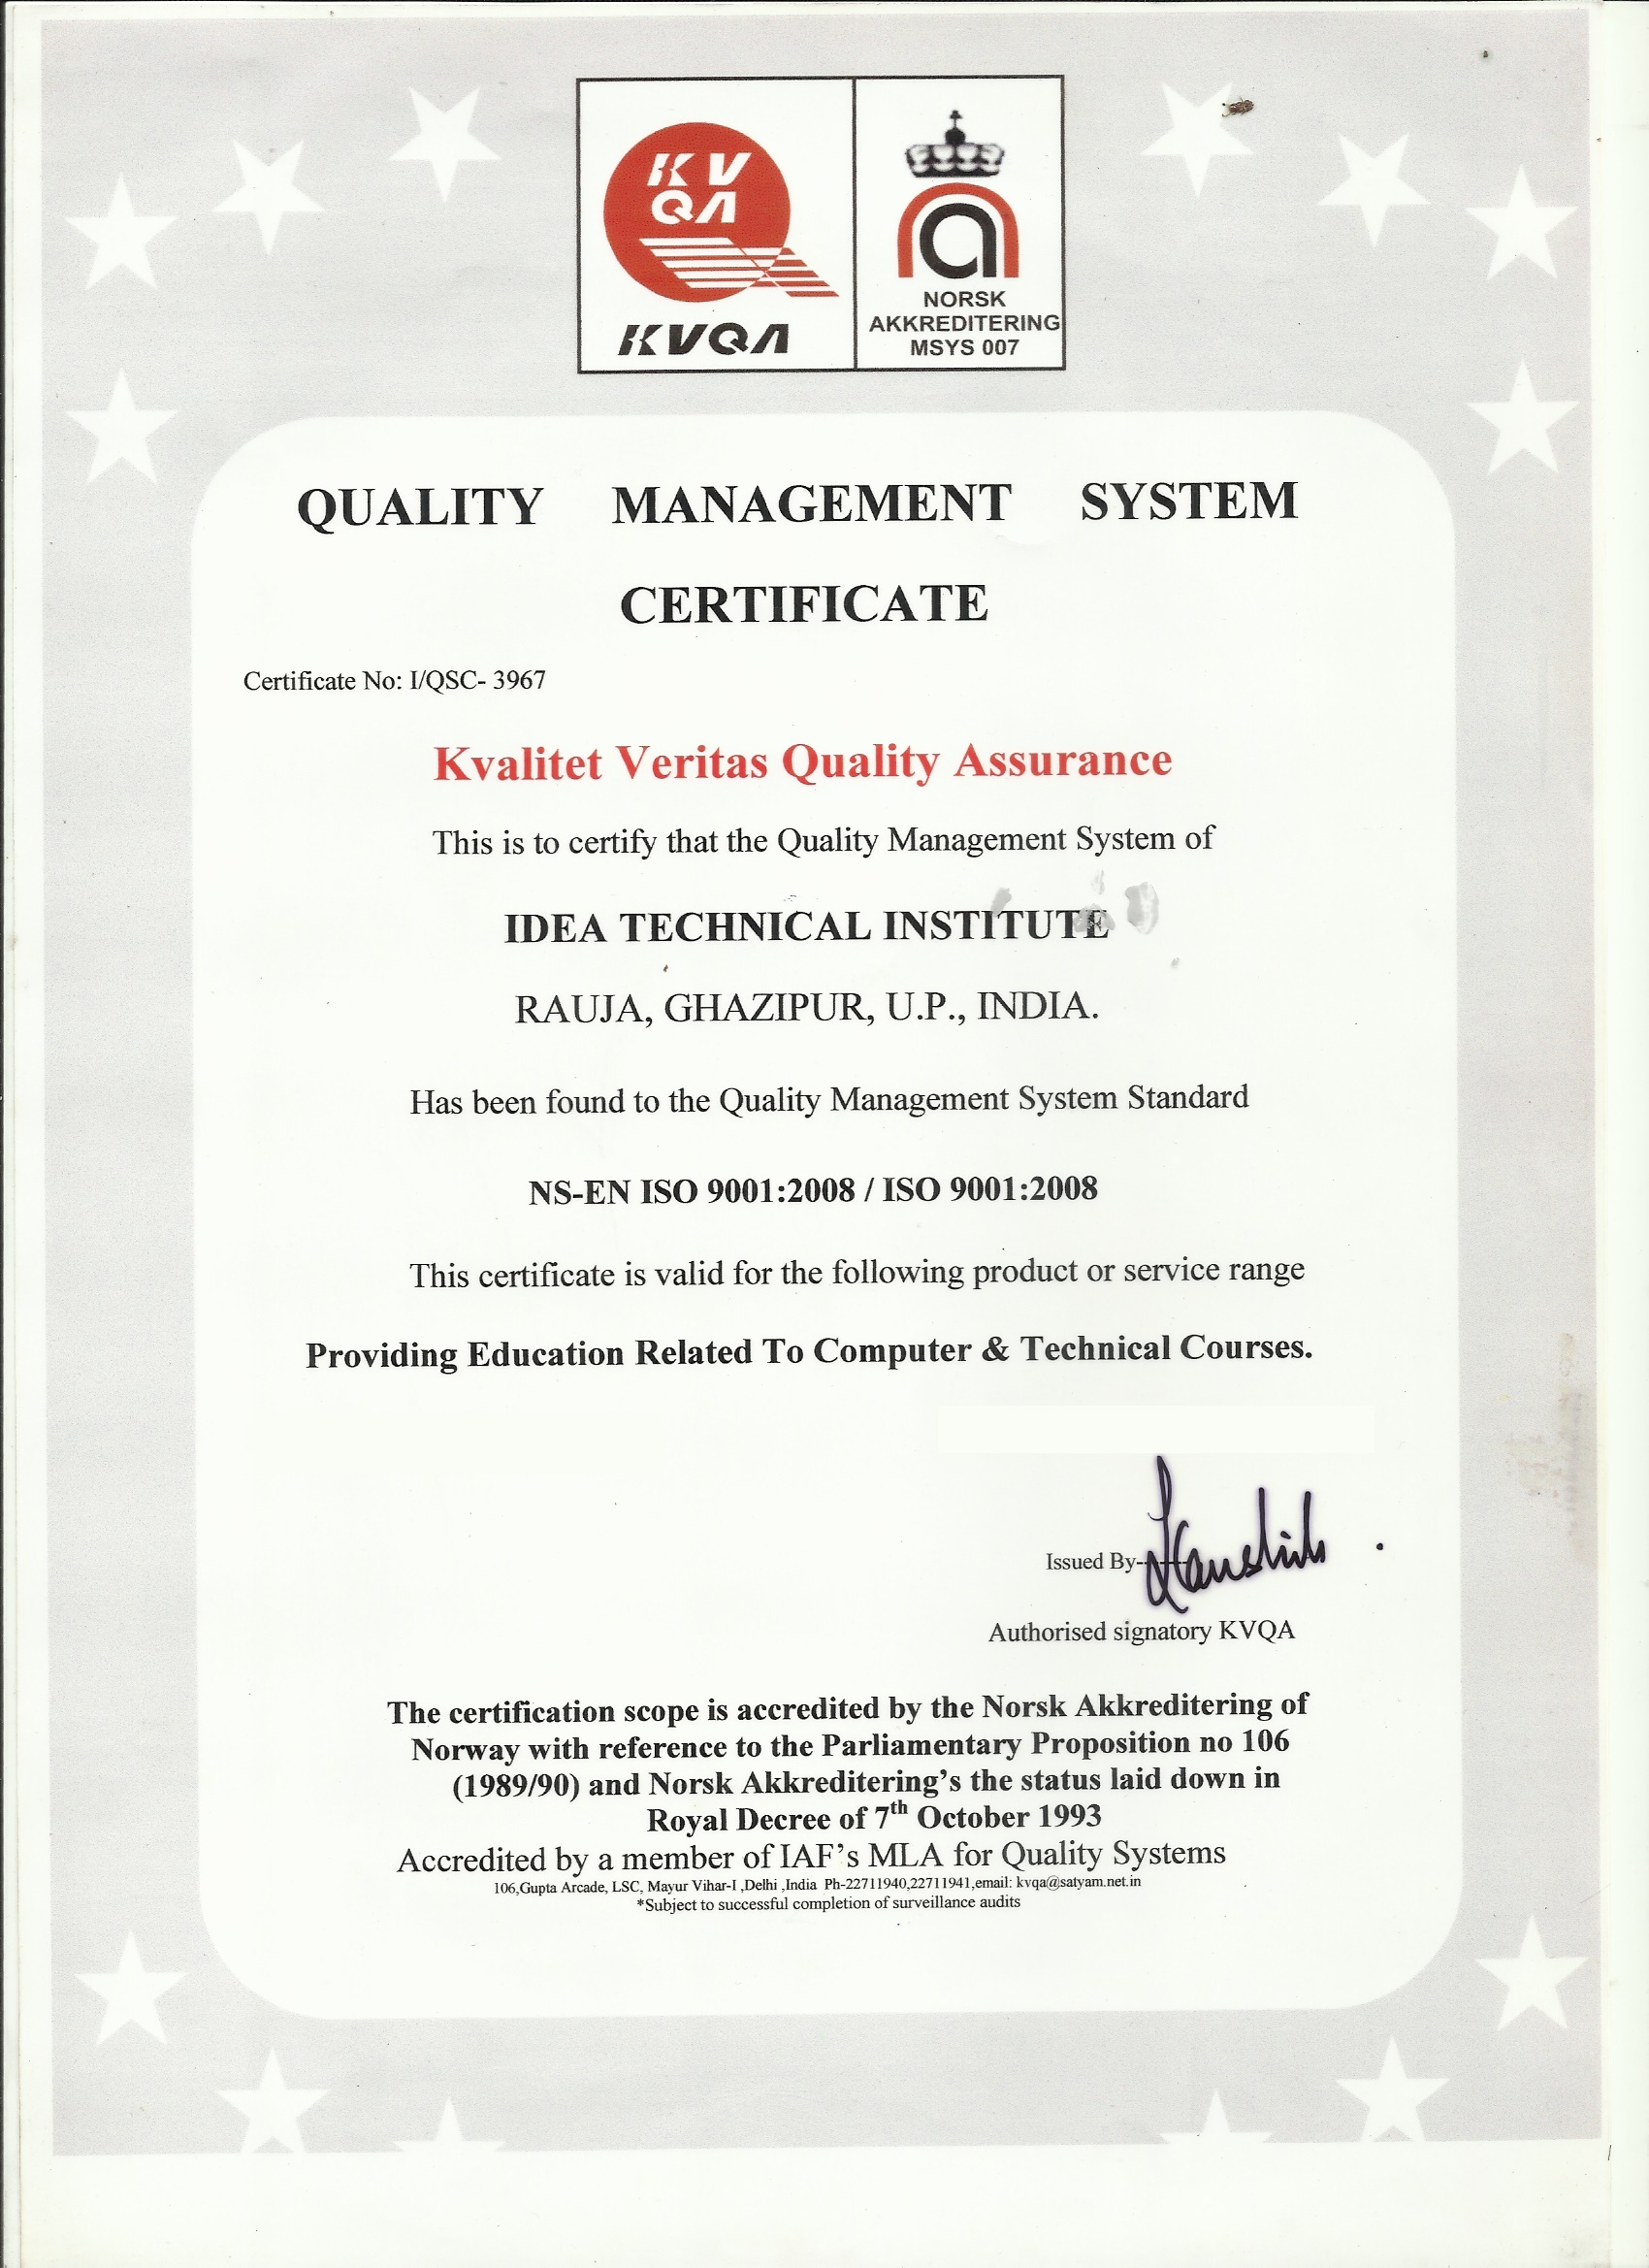 KV
QA
KVQA
NORSK
AKKREDITERING
MSYS 007
QUALITY MANAGEMENT SYSTEM
CERTIFICATE
Certificate No: I/QSC- 3967
Kvalitet Veritas Quality Assurance
This is to certify that the Quality Management System of
IDEA TECHNICAL INSTITUTE
RAUJA, GHAZIPUR, U.P., INDIA.
Has been found to the Quality Management System Standard
NS-EN ISO 9001:2008 / ISO 9001:2008
This certificate is valid for the following product or service range
Providing Education Related To Computer & Technical Courses.
Issued By-
Authorised signatory KVQA
The certification scope is accredited by the Norsk Akkreditering of
Norway with reference to the Parliamentary Proposition no 106
(1989/90) and Norsk Akkreditering's the status laid down in
Royal Decree of 7th October 1993
Accredited by a member of IAF's MLA for Quality Systems
106,Gupta Arcade, LSC, Mayur Vihar-I ,Delhi ,India Ph-22711940,22711941,email: kvqa@satyam.net.in
*Subject to successful completion of surveillance audits